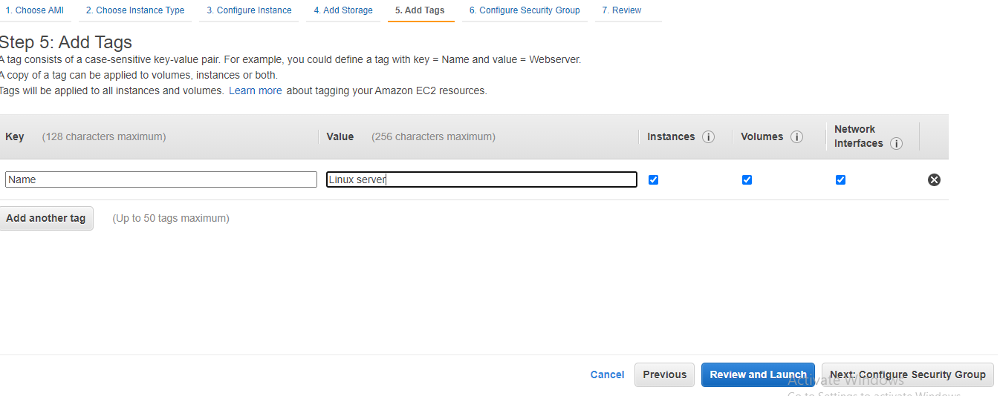 1. Choose AMI 2. Choose Instance Type 3. Configure Instance 4. Add Storage 5. Add Tags 6. Configure Security Group 7. Review
Step 5: Add Tags
A tag consists of a case-sensitive key-value pair. For example, you could define a tag with key = Name and value = Webserver.
A copy of a tag can be applied to volumes, instances or both.
Tags will be applied to all instances and volumes. Learn more about tagging your Amazon EC2 resources.
Key (128 characters maximum) Value (256 characters maximum) Instances i Volumes i Network
Interfaces i
Name Linux server
Add another tag (Up to 50 tags maximum)
Cancel Previous Review and Launch Next: Configure Security Group
Activate Windows
Go to Settings to activate Windows.